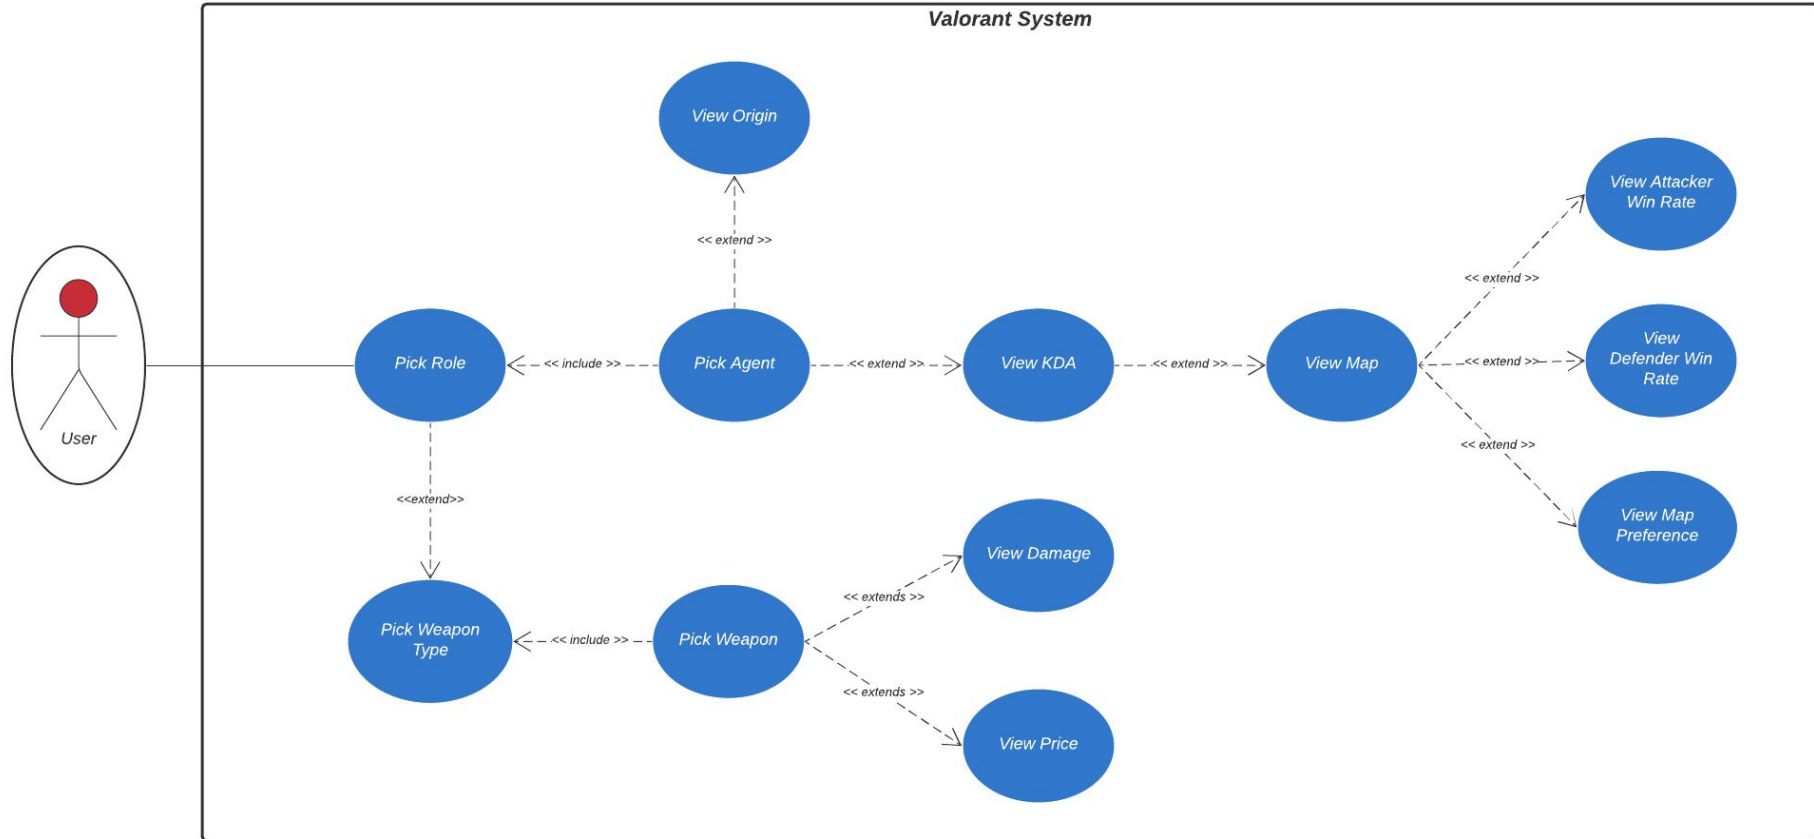 Valorant System
View Origin
View Attacker
Win Rate
<< extend >>
<< extend >>
View
Defender Win
Rate
Pick Role
<< include >>
Pick Agent
<< extend >>
View KDA
<< extend >>
View Map
<< extend >>
User
<< extend >>
<<extend>>
View Map
Preference
View Damage
<< extends >>
Pick Weapon
Type
<< include >>
Pick Weapon
<< extends >>
View Price